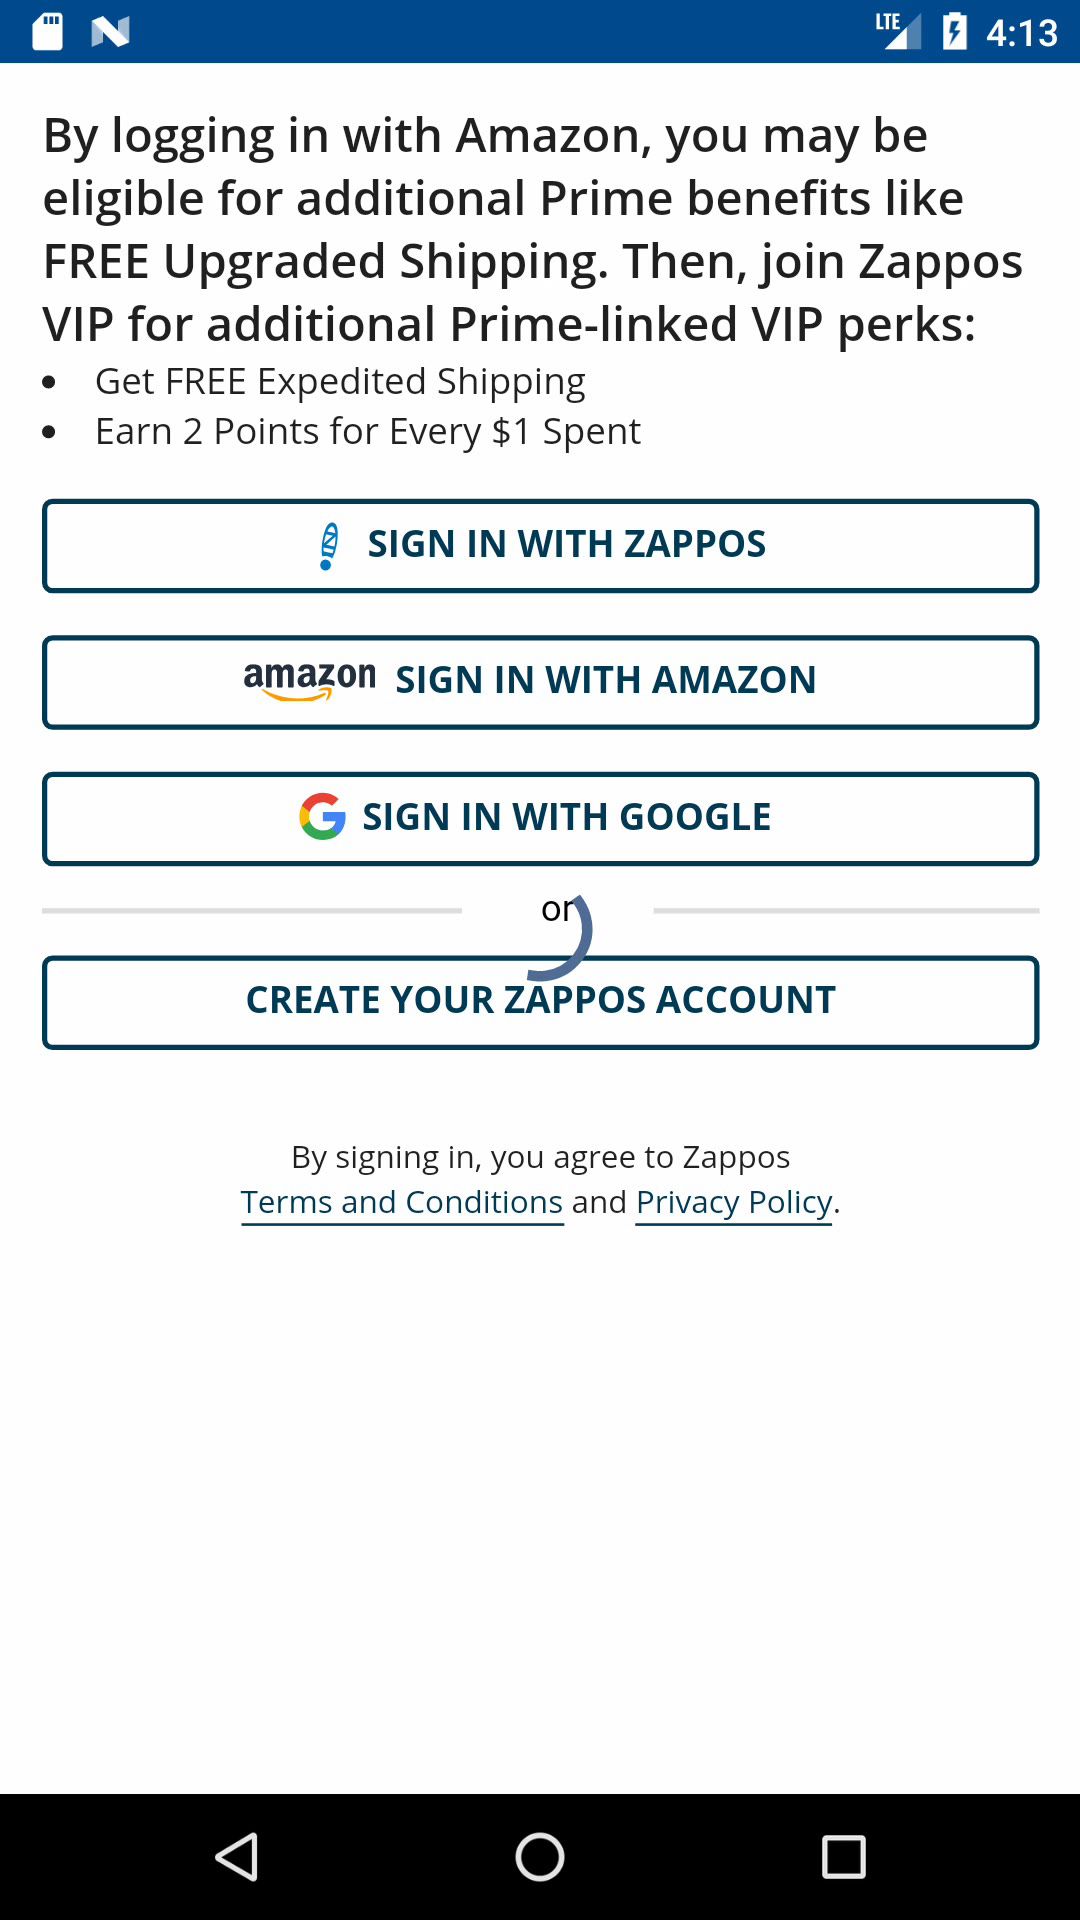 LTE 4:13
By logging in with Amazon, you may be
eligible for additional Prime benefits like
FREE Upgraded Shipping. Then, join Zappos
VIP for additional Prime-linked VIP perks:
• Get FREE Expedited Shipping
• Earn 2 Points for Every $1 Spent
SIGN IN WITH ZAPPOS
amazon SIGN IN WITH AMAZON
SIGN IN WITH GOOGLE
or
CREATE YOUR ZAPPOS ACCOUNT
By signing in, you agree to Zappos
Terms and Conditions and Privacy Policy.